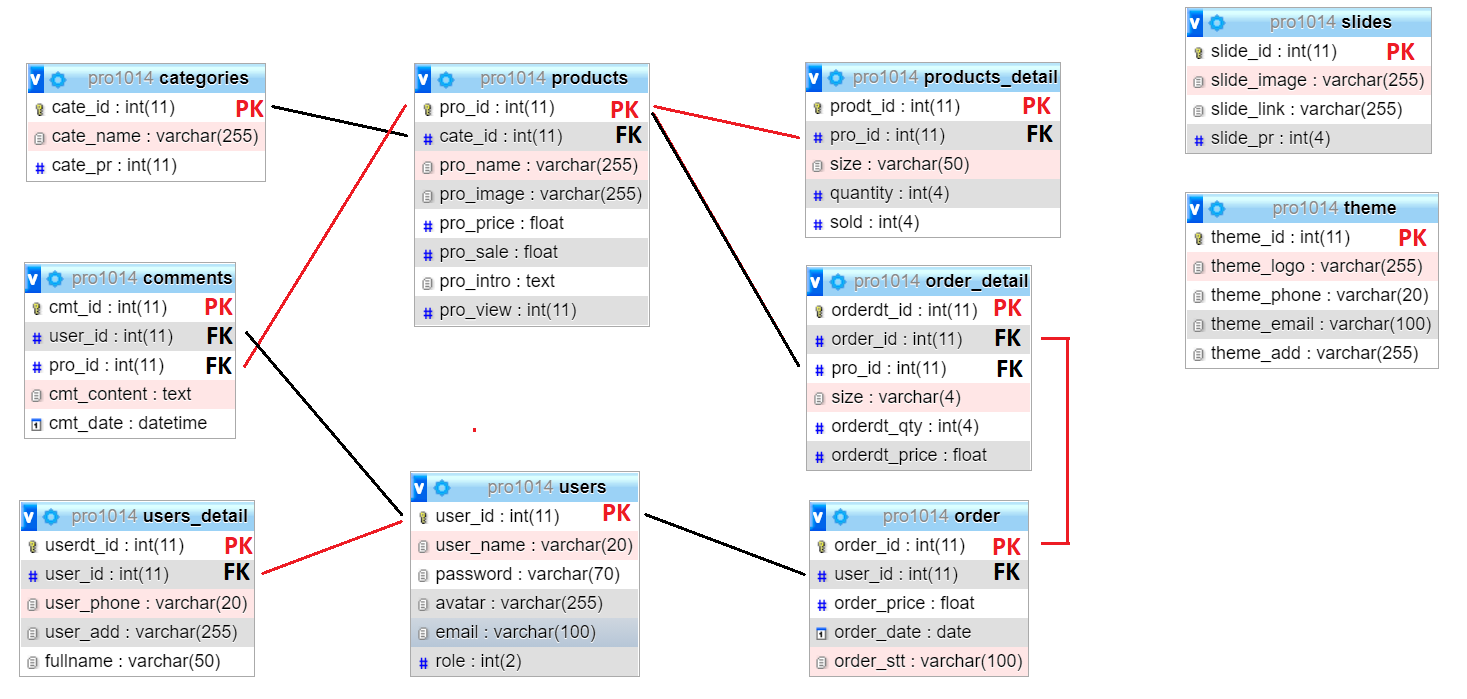 pro1014 categories
cate_id : int(11) PK
cate_name : varchar(255)
cate_pr : int(11)
pro1014 products
pro_id : int(11) PK
cate_id : int(11) FK
pro_name : varchar(255)
pro_image : varchar(255)
pro_price : float
pro_sale : float
pro_intro : text
pro_view : int(11)
pro1014 products_detail
prodt_id : int(11) PK
pro_id : int(11) FK
size : varchar(50)
quantity : int(4)
sold : int(4)
pro1014 slides
slide_id : int(11) PK
slide_image : varchar(255)
slide_link : varchar(255)
slide_pr : int(4)
pro1014 theme
theme_id : int(11) PK
theme_logo : varchar(255)
theme_phone : varchar(20)
theme_email : varchar(100)
theme_add : varchar(255)
pro1014 comments
cmt_id : int(11) PK
user_id : int(11) FK
pro_id : int(11) FK
cmt_content : text
cmt_date : datetime
pro1014 order_detail
orderdt_id : int(11) PK
order_id : int(11) FK
pro_id : int(11) FK
size : varchar(4)
orderdt_qty : int(4)
orderdt_price : float
pro1014 users_detail
userdt_id : int(11) PK
user_id : int(11) FK
user_phone : varchar(20)
user_add : varchar(255)
fullname : varchar(50)
pro1014 users
user_id : int(11) PK
user_name : varchar(20)
password : varchar(70)
avatar : varchar(255)
email : varchar(100)
role : int(2)
pro1014 order
order_id : int(11) PK
user_id : int(11) FK
order_price : float
order_date : date
order_stt : varchar(100)